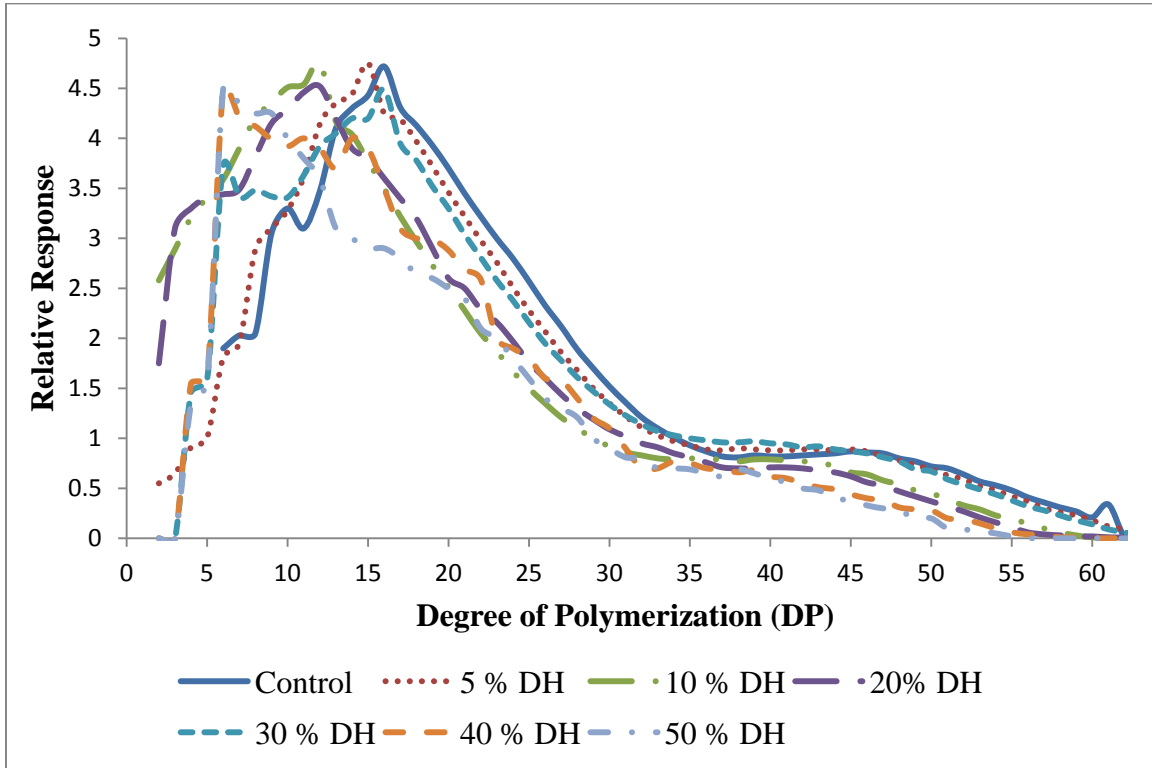 Relative Response
5
4.5
4
3.5
3
2.5
2
1.5
1
0.5
0
0 5 10 15 20 25 30 35 40 45 50 55 60
Degree of Polymerization (DP)
Control 5 % DH 10 % DH 20% DH
30 % DH 40 % DH 50 % DH